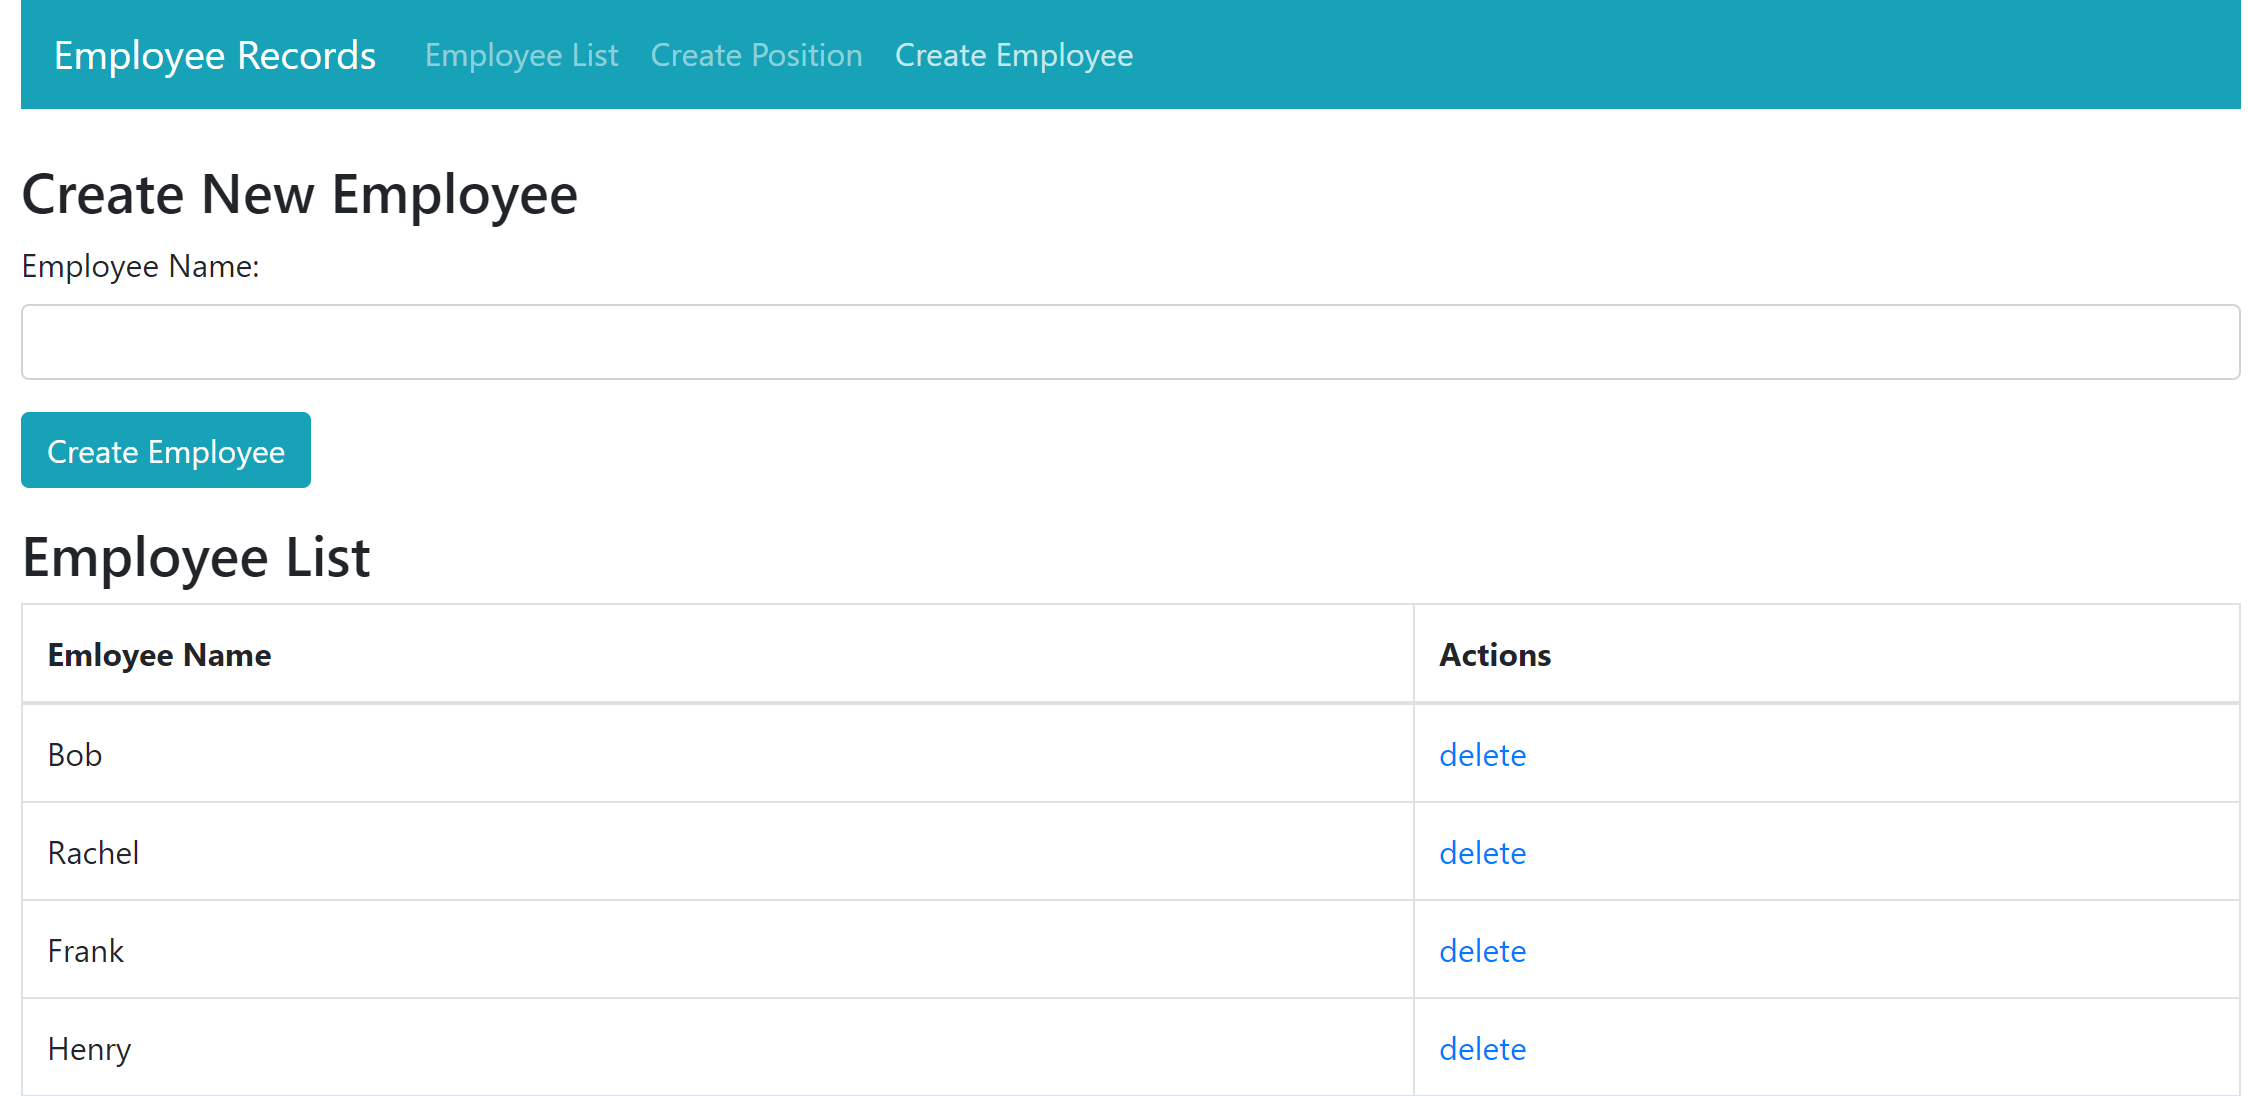 Employee Records Employee List Create Position Create Employee
Create New Employee
Employee Name:
Create Employee
Employee List
Emloyee Name Actions
Bob delete
Rachel delete
Frank delete
Henry delete